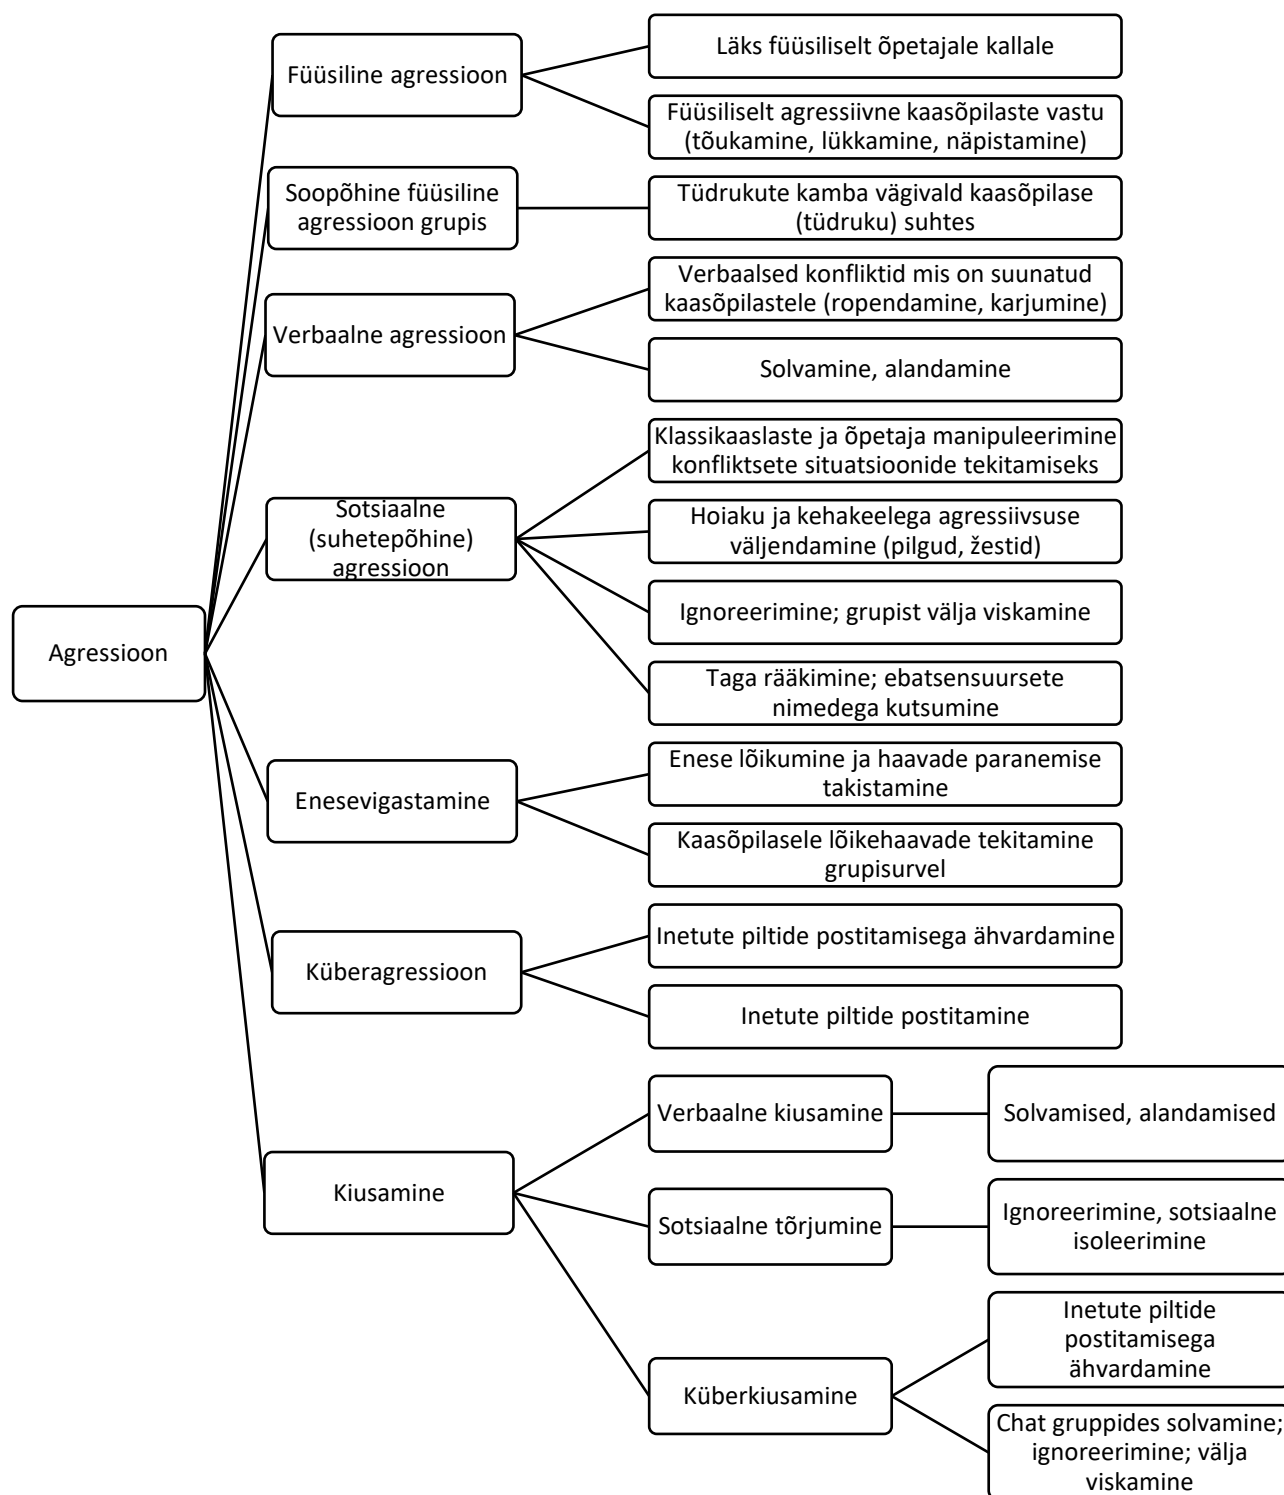 Agressioon
Füüsiline agressioon
Läks füüsiliselt õpetajale kallale
Füüsiliselt agressiivne kaasõpilaste vastu
(tõukamine, lükkamine, näpistamine)
Soopõhine füüsiline
agressioon grupis
Tüdrukute kamba vägivald kaasõpilase
(tüdruku) suhtes
Verbaalne agressioon
Verbaalsed konfliktid mis on suunatud
kaasõpilastele (ropendamine, karjumine)
Solvamine, alandamine
Sotsiaalne
(suhetepõhine)
agressioon
Klassikaaslaste ja õpetaja manipuleerimine
konfliktsete situatsioonide tekitamiseks
Hoiaku ja kehakeelega agressiivsuse
väljendamine (pilgud, žestid)
Ignoreerimine; grupist välja viskamine
Taga rääkimine; ebatsensuursete
nimedega kutsumine
Enesevigastamine
Enese lõikumine ja haavade paranemise
takistamine
Kaasõpilasele lõikehaavade tekitamine
grupisurvel
Küberagressioon
Inetute piltide postitamisega ähvardamine
Inetute piltide postitamine
Kiusamine
Verbaalne kiusamine
Solvamised, alandamised
Sotsiaalne tõrjumine
Ignoreerimine, sotsiaalne
isoleerimine
Küberkiusamine
Inetute piltide
postitamisega
ähvardamine
Chat gruppides solvamine;
ignoreerimine; välja
viskamine